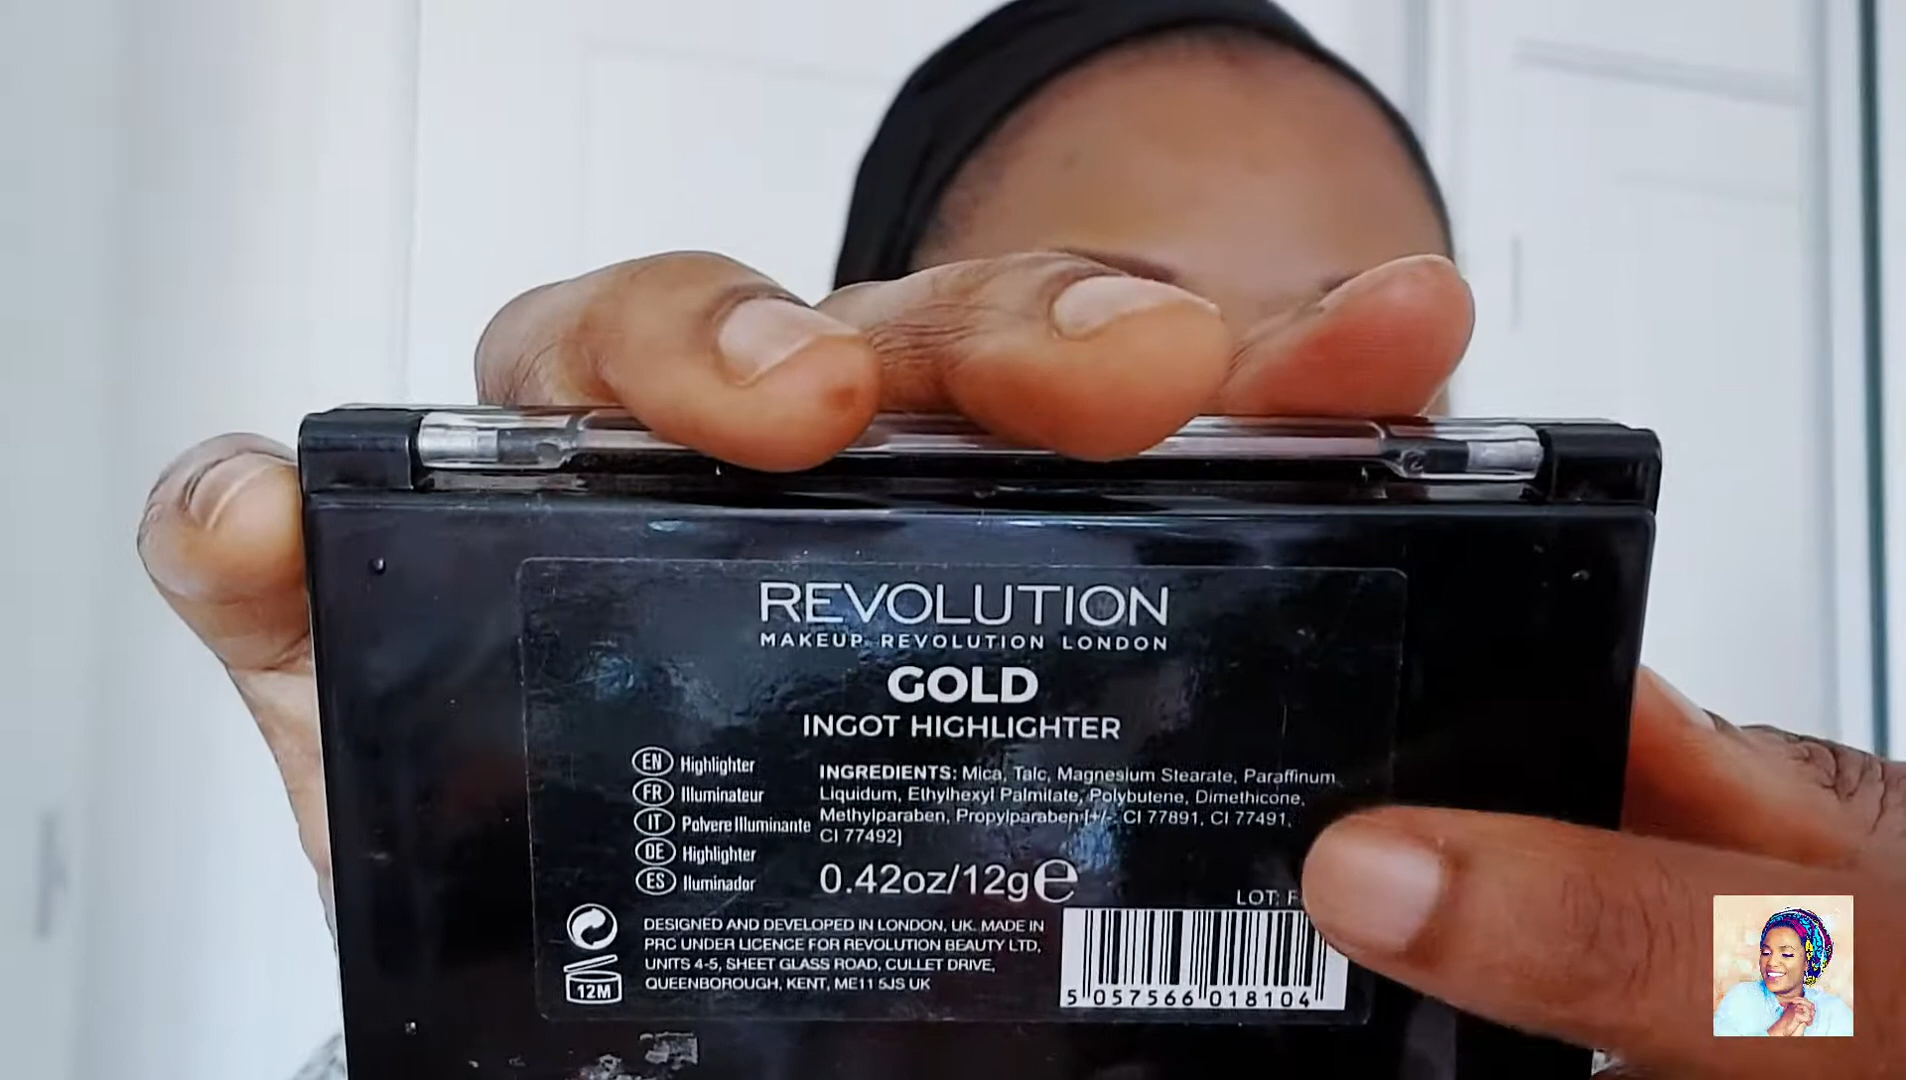 REVOLUTION
MAKEUP REVOLUTION LONDON
GOLD
INGOT HIGHLIGHTER
EN Highlighter
FR Illuminateur
IT Polvere Illuminante
DE Highlighter
ES Iluminador
INGREDIENTS: Mica, Talc, Magnesium Stearate, Paraffinum
Liquidum, Ethylhexyl Palmitate, Polybutene, Dimethicone,
Methylparaben, Propylparaben [+/- CI 77891, CI 77491,
CI 77492]
0.42oz/12g e
LOT:
DESIGNED AND DEVELOPED IN LONDON, UK. MADE IN
PRC UNDER LICENCE FOR REVOLUTION BEAUTY LTD,
UNITS 4-5, SHEET GLASS ROAD, CULLET DRIVE,
QUEENBOROUGH, KENT, ME11 5JS UK
12M
5 057566 018104